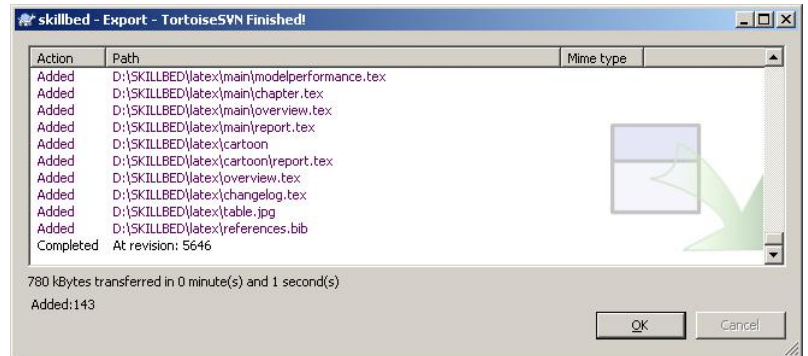 skillbed - Export - TortoiseSVN Finished!
Action Path Mime type
Added D:\SKILLBED\latex\main\modelperformance.tex
Added D:\SKILLBED\latex\main\chapter.tex
Added D:\SKILLBED\latex\main\overview.tex
Added D:\SKILLBED\latex\main\report.tex
Added D:\SKILLBED\latex\cartoon
Added D:\SKILLBED\latex\cartoon\report.tex
Added D:\SKILLBED\latex\overview.tex
Added D:\SKILLBED\latex\changelog.tex
Added D:\SKILLBED\latex\table.jpg
Added D:\SKILLBED\latex\references.bib
Completed At revision: 5646
780 kBytes transferred in 0 minute(s) and 1 second(s)
Added:143
OK Cancel